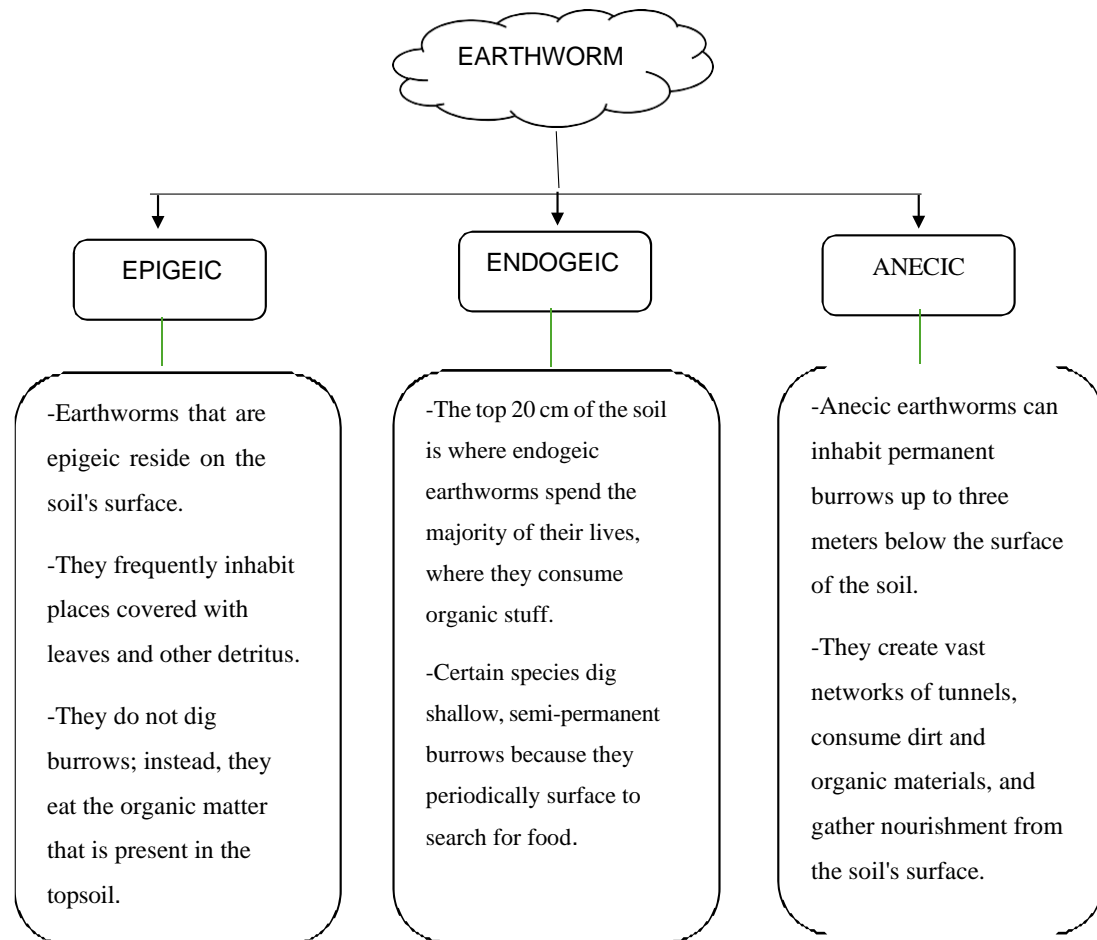 EARTHWORM
EPIGEIC
ENDOGEIC
ANECIC
-Earthworms that are
epigeic reside on the
soil's surface.
-They frequently inhabit
places covered with
leaves and other detritus.
-They do not dig
burrows; instead, they
eat the organic matter
that is present in the
topsoil.
-The top 20 cm of the soil
is where endogeic
earthworms spend the
majority of their lives,
where they consume
organic stuff.
-Certain species dig
shallow, semi-permanent
burrows because they
periodically surface to
search for food.
-Anecic earthworms can
inhabit permanent
burrows up to three
meters below the surface
of the soil.
-They create vast
networks of tunnels,
consume dirt and
organic materials, and
gather nourishment from
the soil's surface.